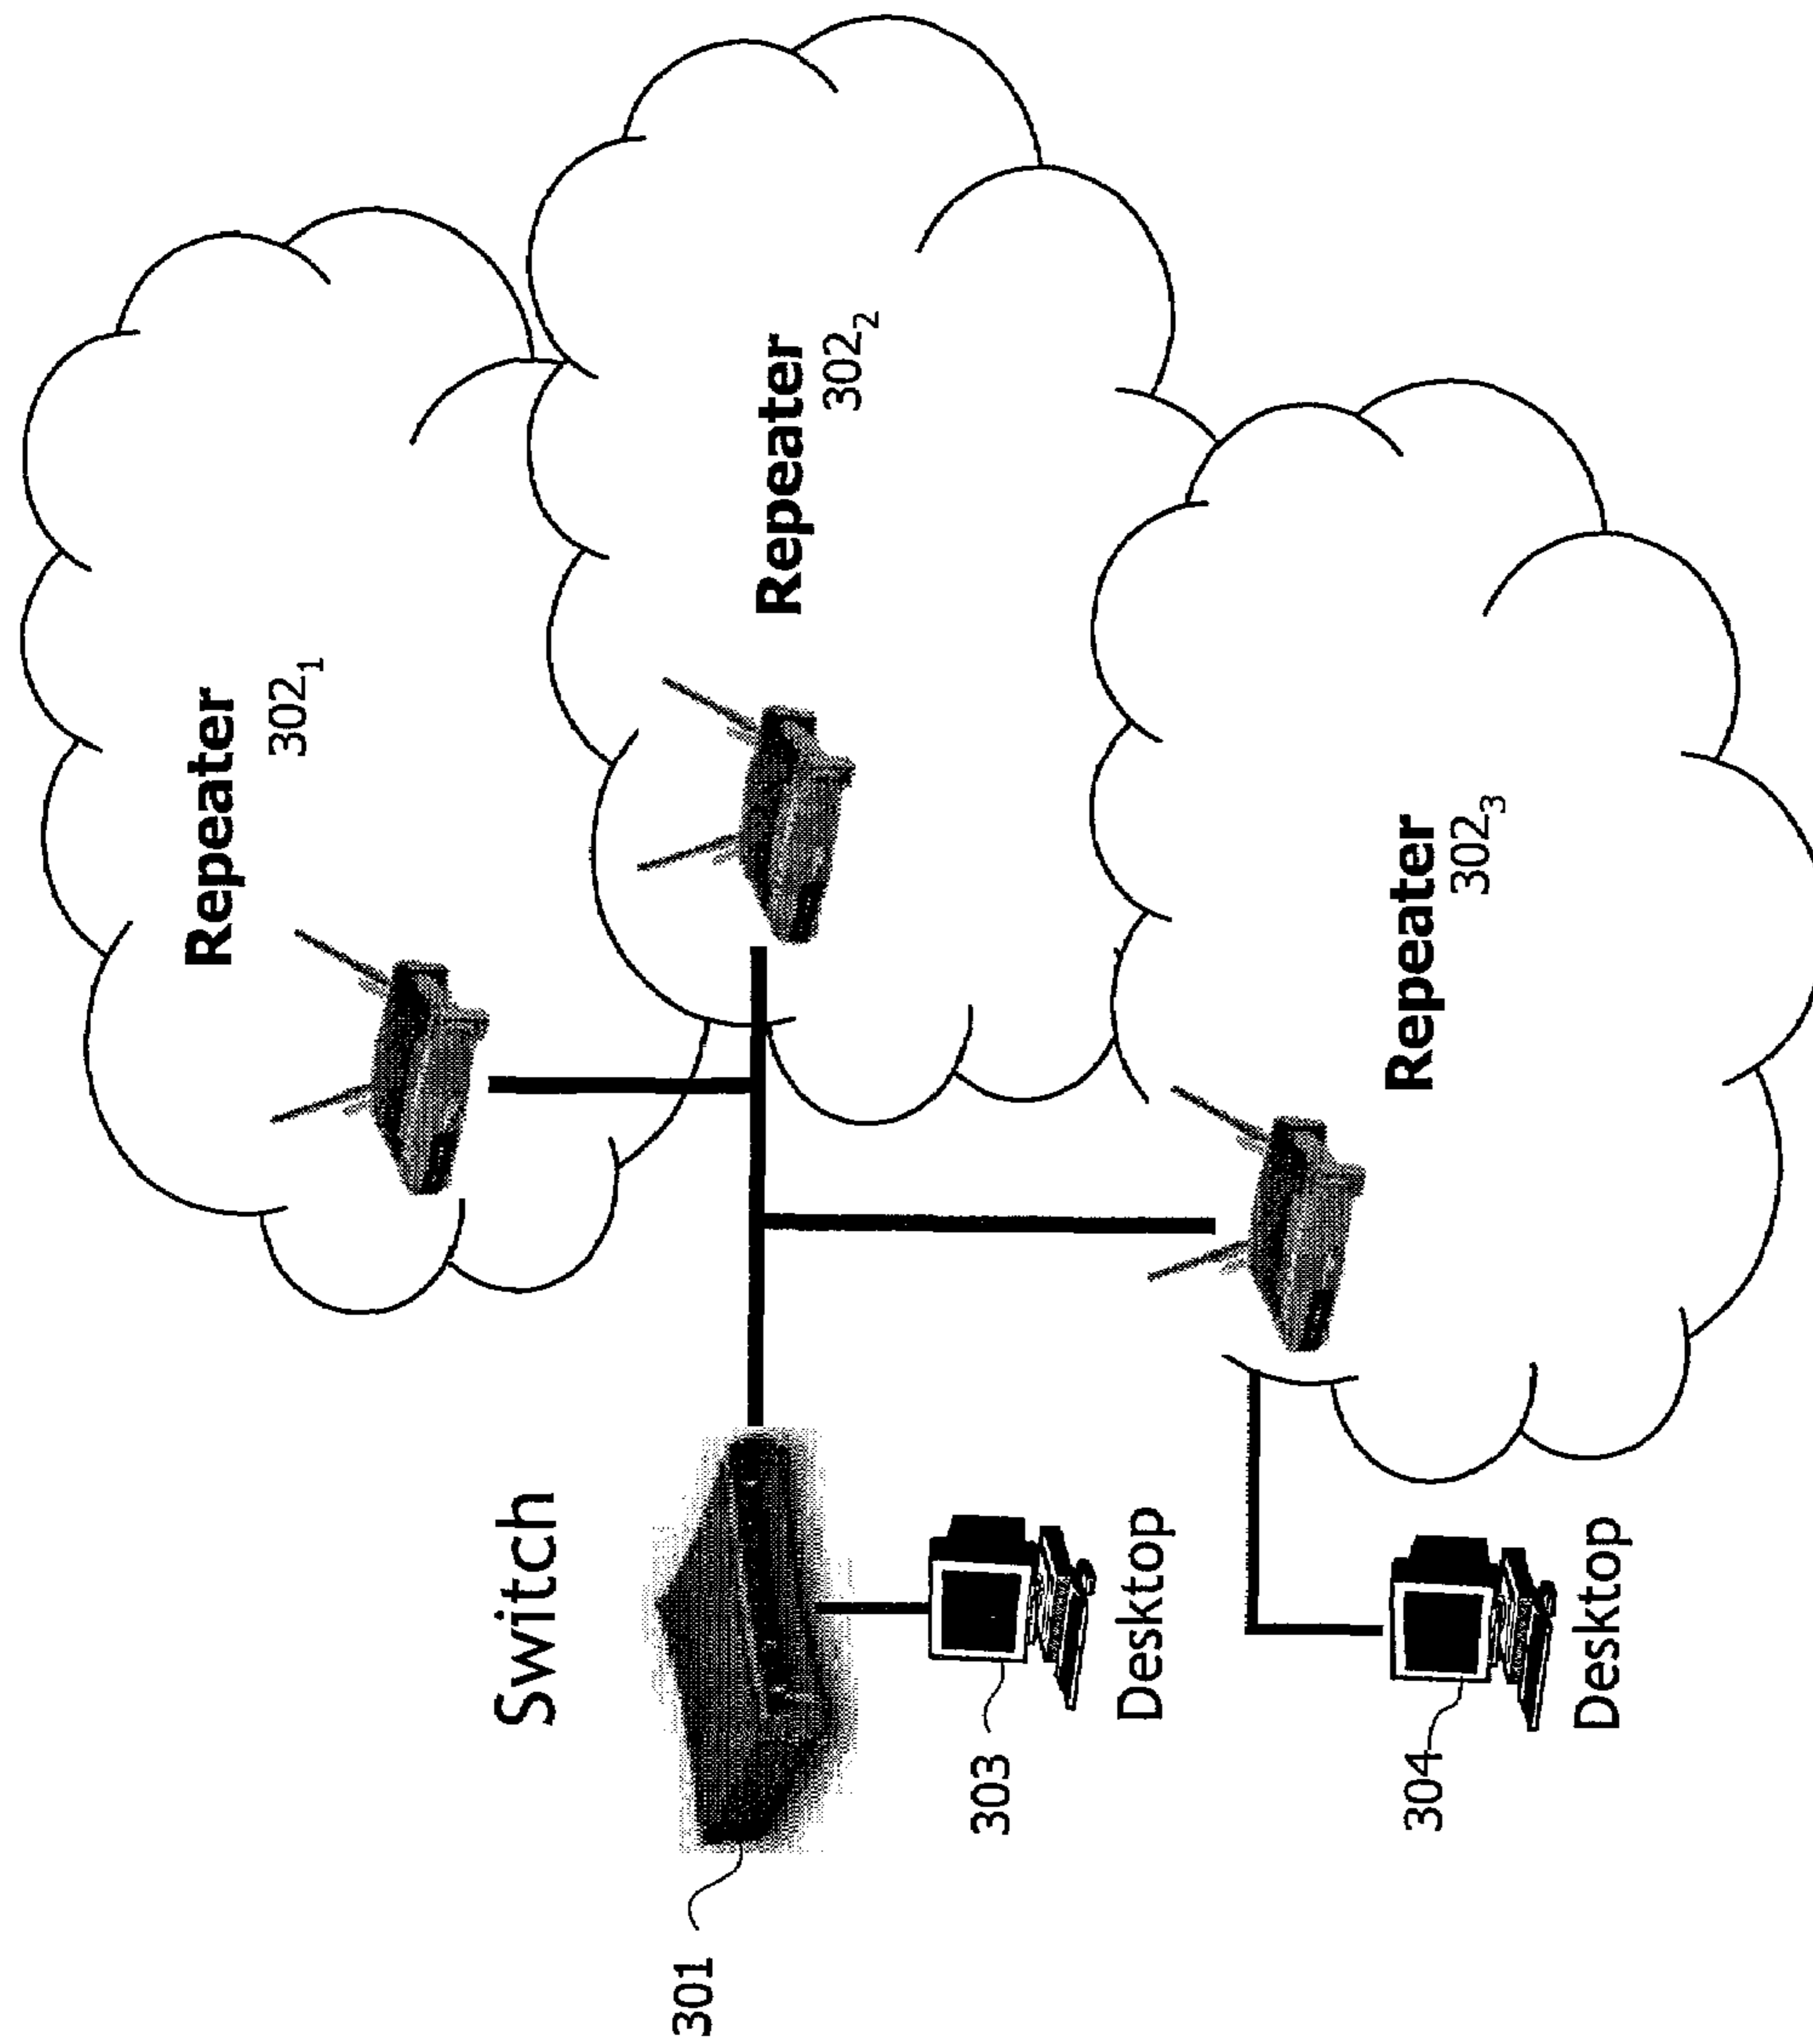 Repeater
302₁
Repeater
302₂
Repeater
302₃
Switch
301
303
Desktop
304
Desktop